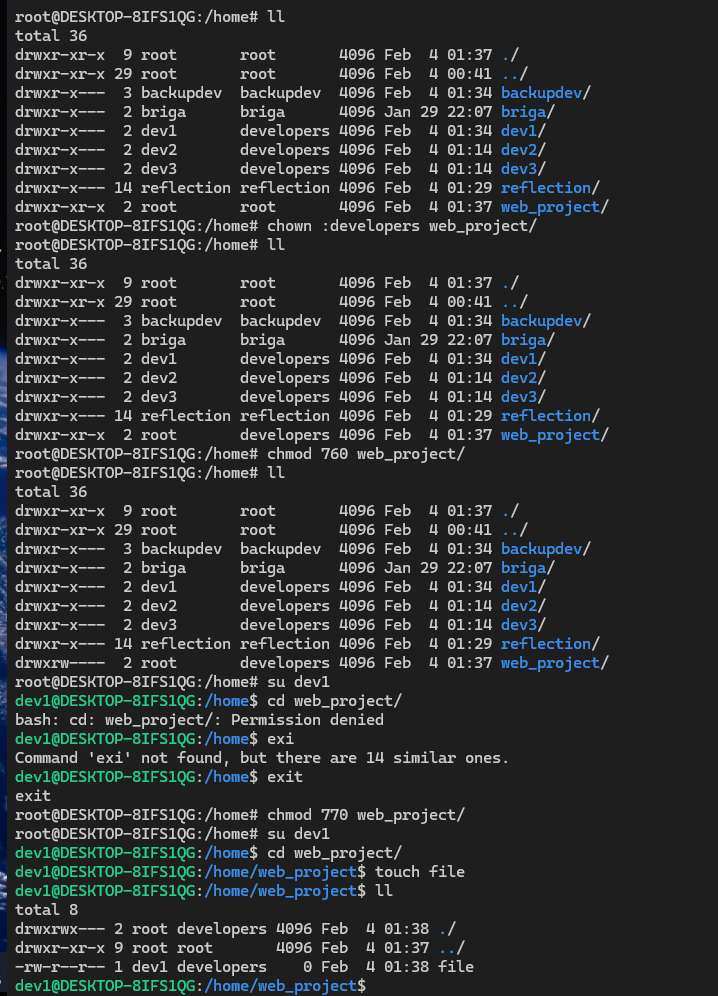 root@DESKTOP-8IFS1QG:/home# ll
total 36
drwxr-xr-x  9 root       root       4096 Feb  4 01:37 ./
drwxr-xr-x 29 root       root       4096 Feb  4 00:41 ../
drwxr-x---  3 backupdev  backupdev  4096 Feb  4 01:34 backupdev/
drwxr-x---  2 briga      briga      4096 Jan 29 22:07 briga/
drwxr-x---  2 dev1       developers 4096 Feb  4 01:34 dev1/
drwxr-x---  2 dev2       developers 4096 Feb  4 01:14 dev2/
drwxr-x---  2 dev3       developers 4096 Feb  4 01:14 dev3/
drwxr-x--- 14 reflection reflection 4096 Feb  4 01:29 reflection/
drwxr-xr-x  2 root       root       4096 Feb  4 01:37 web_project/
root@DESKTOP-8IFS1QG:/home# chown :developers web_project/
root@DESKTOP-8IFS1QG:/home# ll
total 36
drwxr-xr-x  9 root       root       4096 Feb  4 01:37 ./
drwxr-xr-x 29 root       root       4096 Feb  4 00:41 ../
drwxr-x---  3 backupdev  backupdev  4096 Feb  4 01:34 backupdev/
drwxr-x---  2 briga      briga      4096 Jan 29 22:07 briga/
drwxr-x---  2 dev1       developers 4096 Feb  4 01:34 dev1/
drwxr-x---  2 dev2       developers 4096 Feb  4 01:14 dev2/
drwxr-x---  2 dev3       developers 4096 Feb  4 01:14 dev3/
drwxr-x--- 14 reflection reflection 4096 Feb  4 01:29 reflection/
drwxr-xr-x  2 root       developers 4096 Feb  4 01:37 web_project/
root@DESKTOP-8IFS1QG:/home# chmod 760 web_project/
root@DESKTOP-8IFS1QG:/home# ll
total 36
drwxr-xr-x  9 root       root       4096 Feb  4 01:37 ./
drwxr-xr-x 29 root       root       4096 Feb  4 00:41 ../
drwxr-x---  3 backupdev  backupdev  4096 Feb  4 01:34 backupdev/
drwxr-x---  2 briga      briga      4096 Jan 29 22:07 briga/
drwxr-x---  2 dev1       developers 4096 Feb  4 01:34 dev1/
drwxr-x---  2 dev2       developers 4096 Feb  4 01:14 dev2/
drwxr-x---  2 dev3       developers 4096 Feb  4 01:14 dev3/
drwxr-x--- 14 reflection reflection 4096 Feb  4 01:29 reflection/
drwxrw----  2 root       developers 4096 Feb  4 01:37 web_project/
root@DESKTOP-8IFS1QG:/home# su dev1
dev1@DESKTOP-8IFS1QG:/home$ cd web_project/
bash: cd: web_project/: Permission denied
dev1@DESKTOP-8IFS1QG:/home$ exi
Command 'exi' not found, but there are 14 similar ones.
dev1@DESKTOP-8IFS1QG:/home$ exit
exit
root@DESKTOP-8IFS1QG:/home# chmod 770 web_project/
root@DESKTOP-8IFS1QG:/home# su dev1
dev1@DESKTOP-8IFS1QG:/home$ cd web_project/
dev1@DESKTOP-8IFS1QG:/home/web_project$ touch file
dev1@DESKTOP-8IFS1QG:/home/web_project$ ll
total 8
drwxrwx--- 2 root developers 4096 Feb  4 01:38 ./
drwxr-xr-x 9 root root       4096 Feb  4 01:37 ../
-rw-r--r-- 1 dev1 developers    0 Feb  4 01:38 file
dev1@DESKTOP-8IFS1QG:/home/web_project$